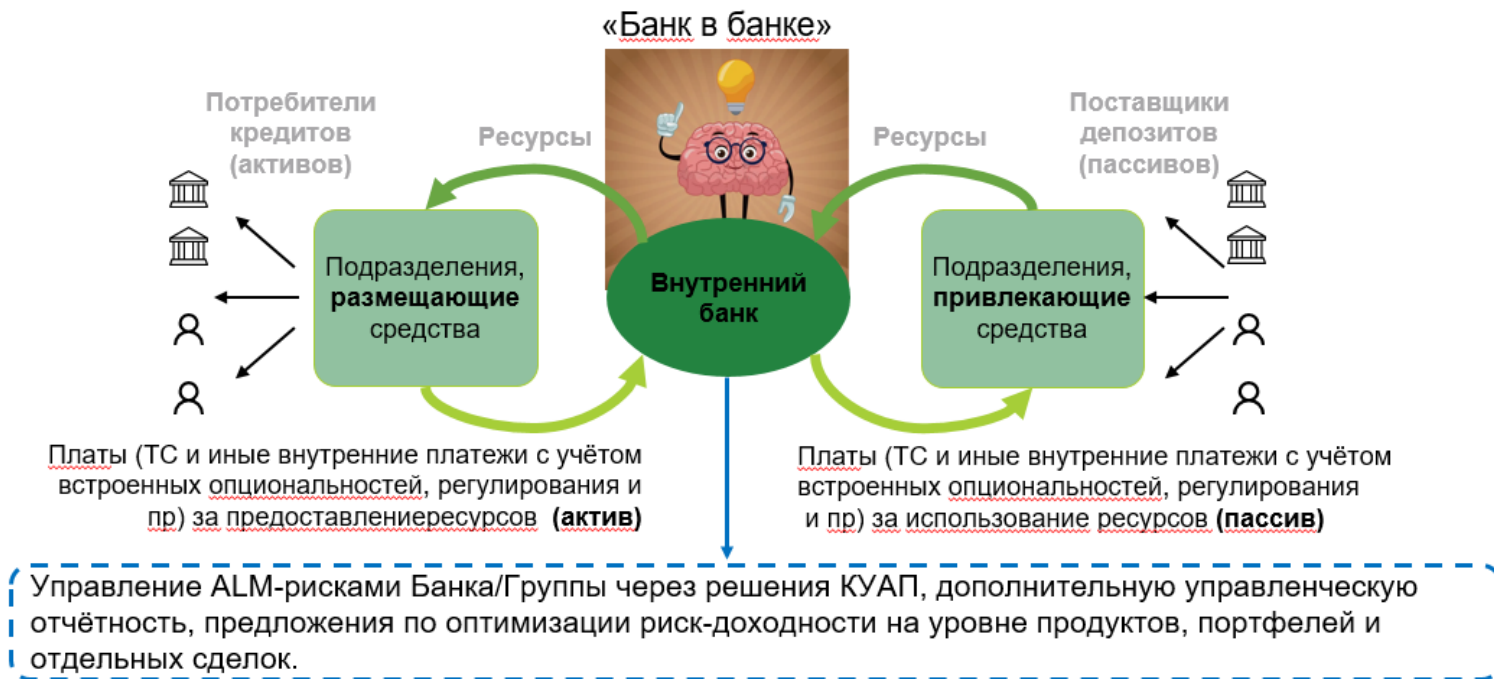 «Банк в банке»
Потребители
кредитов
(активов)
Ресурсы
Ресурсы
Поставщики
депозитов
(пассивов)
Подразделения,
размещающие
средства
Внутренний
банк
Подразделения,
привлекающие
средства
Платы (ТС и иные внутренние платежи с учётом
встроенных опциональностей, регулирования и
пр) за предоставлениересурсов (актив)
Платы (ТС и иные внутренние платежи с учётом
встроенных опциональностей, регулирования
и пр) за использование ресурсов (пассив)
Управление ALM-рисками Банка/Группы через решения КУАП, дополнительную управленческую
отчётность, предложения по оптимизации риск-доходности на уровне продуктов, портфелей и
отдельных сделок.